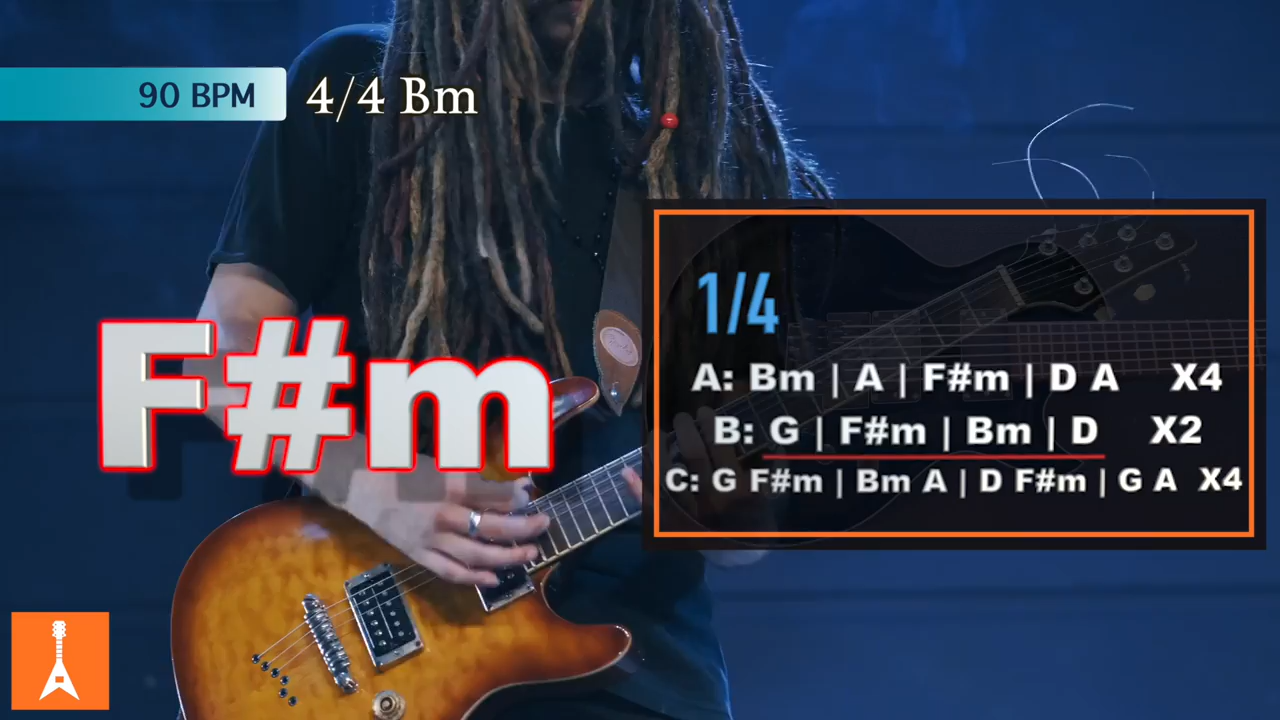 90 BPM
4/4 Bm
F#m
1/4
A: Bm | A | F#m | D A X4
B: G | F#m | Bm | D X2
C: G F#m | Bm A | D F#m | G A X4